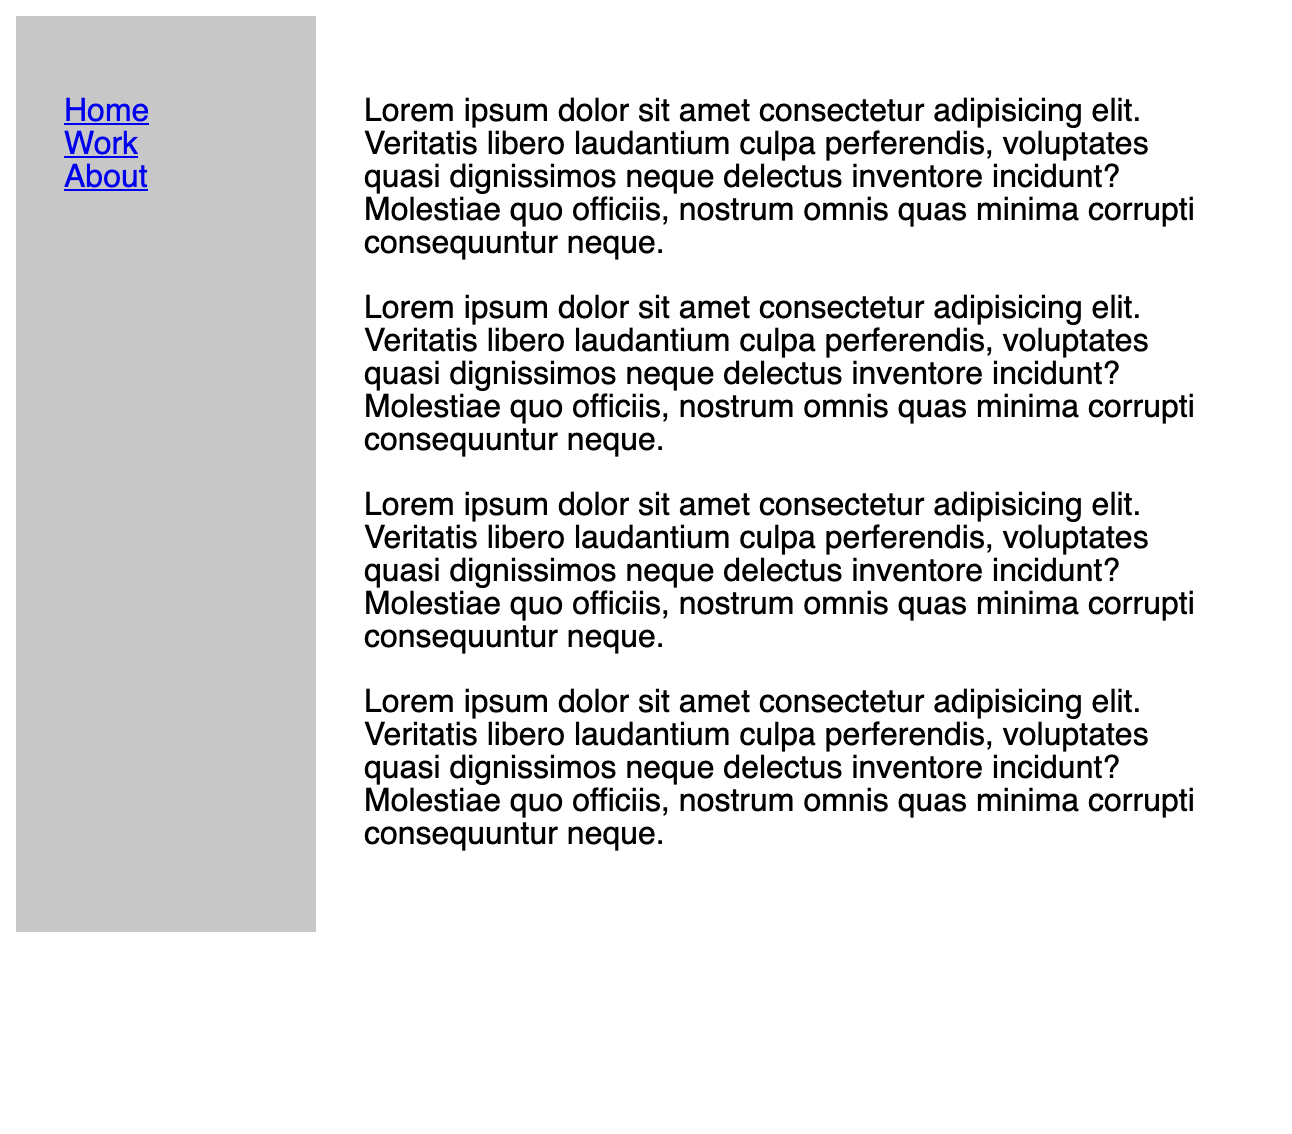 Home
Work
About
Lorem ipsum dolor sit amet consectetur adipisicing elit.
Veritatis libero laudantium culpa perferendis, voluptates
quasi dignissimos neque delectus inventore incidunt?
Molestiae quo officiis, nostrum omnis quas minima corrupti
consequuntur neque.
Lorem ipsum dolor sit amet consectetur adipisicing elit.
Veritatis libero laudantium culpa perferendis, voluptates
quasi dignissimos neque delectus inventore incidunt?
Molestiae quo officiis, nostrum omnis quas minima corrupti
consequuntur neque.
Lorem ipsum dolor sit amet consectetur adipisicing elit.
Veritatis libero laudantium culpa perferendis, voluptates
quasi dignissimos neque delectus inventore incidunt?
Molestiae quo officiis, nostrum omnis quas minima corrupti
consequuntur neque.
Lorem ipsum dolor sit amet consectetur adipisicing elit.
Veritatis libero laudantium culpa perferendis, voluptates
quasi dignissimos neque delectus inventore incidunt?
Molestiae quo officiis, nostrum omnis quas minima corrupti
consequuntur neque.